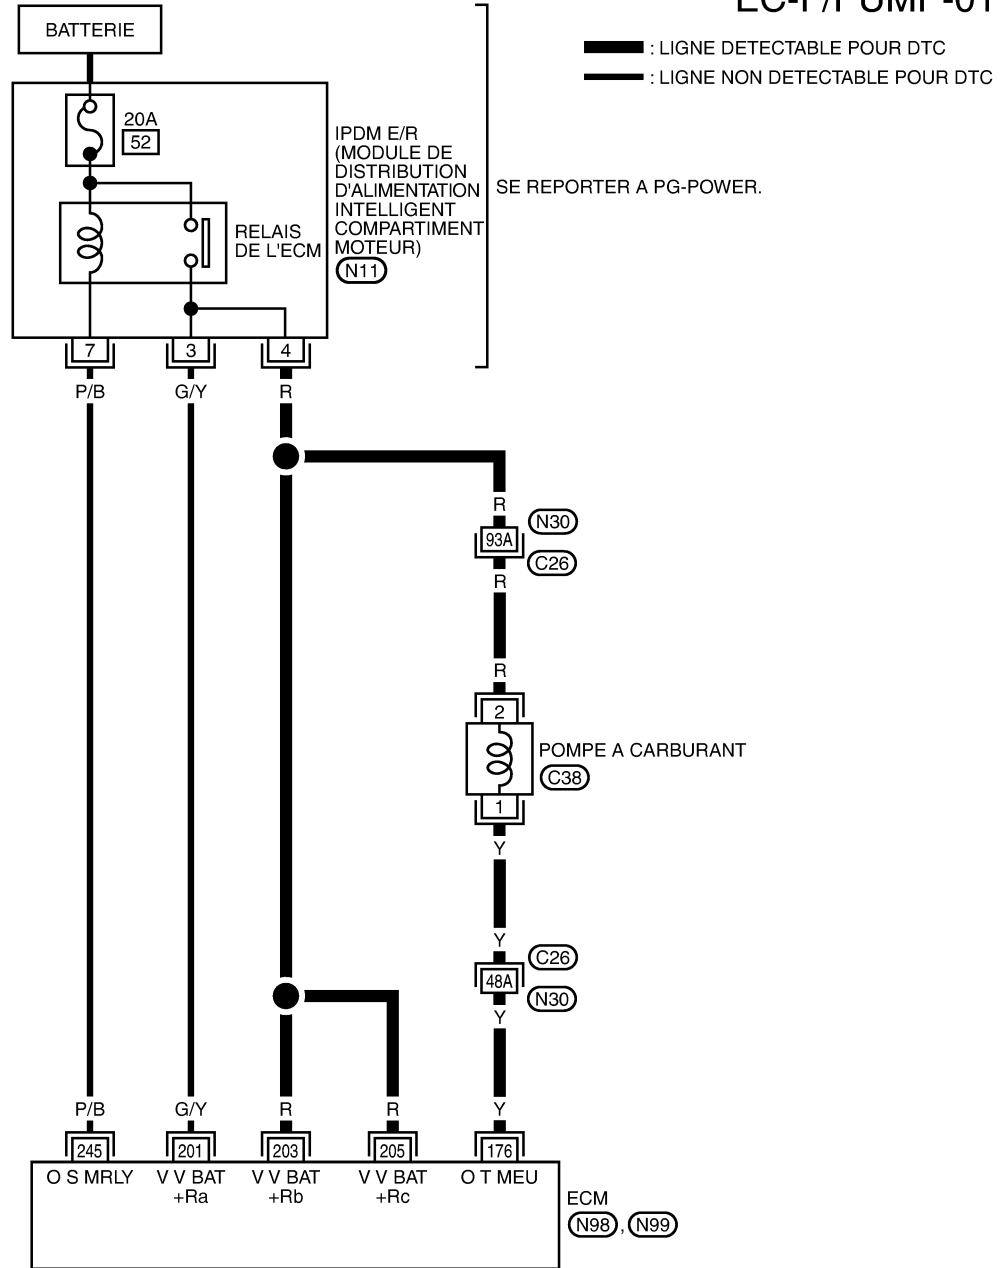 EC-F/PUMP-01
BATTERIE
: LIGNE DETECTABLE POUR DTC
: LIGNE NON DETECTABLE POUR DTC
20A
52
IPDM E/R
(MODULE DE
DISTRIBUTION
D'ALIMENTATION
INTELLIGENT
COMPARTIMENT
MOTEUR)
N11
SE REPORTER A PG-POWER.
RELAIS
DE L'ECM
7 3 4
P/B G/Y R
R
N30
93A
C26
R
R
2
POMPE A CARBURANT
C38
1
Y
Y
C26
48A
N30
Y
P/B G/Y R R Y
245 201 203 205 176
O S MRLY V V BAT V V BAT V V BAT O T MEU
+Ra +Rb +Rc
ECM
N98 , N99